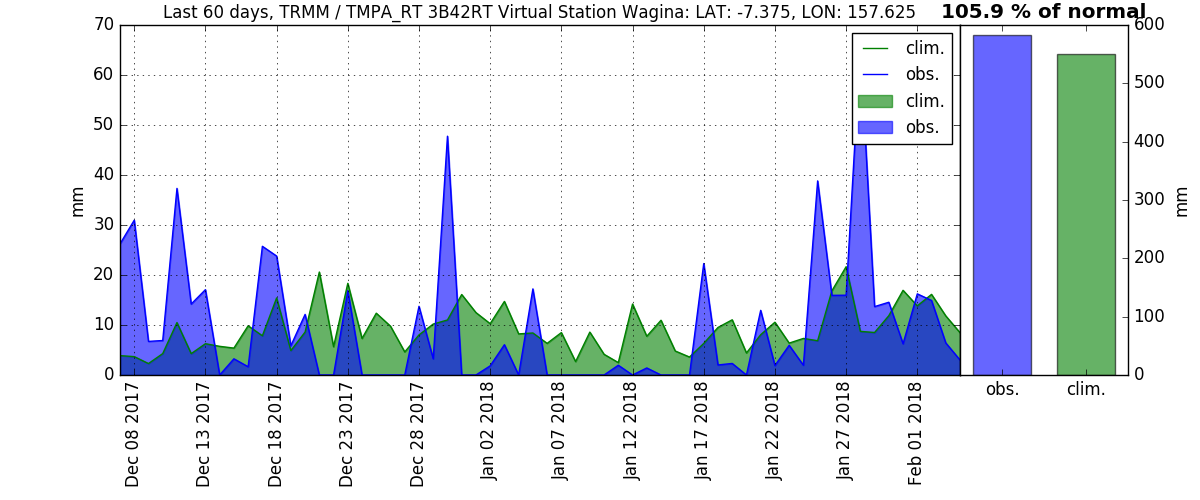 Last 60 days, TRMM / TMPA_RT 3B42RT Virtual Station Wagina: LAT: -7.375, LON: 157.625
105.9 % of normal
70
60
50
40
30
20
10
0
mm
clim.
obs.
clim.
obs.
600
500
400
300
200
100
0
mm
obs.
clim.
Dec 08 2017
Dec 13 2017
Dec 18 2017
Dec 23 2017
Dec 28 2017
Jan 02 2018
Jan 07 2018
Jan 12 2018
Jan 17 2018
Jan 22 2018
Jan 27 2018
Feb 01 2018